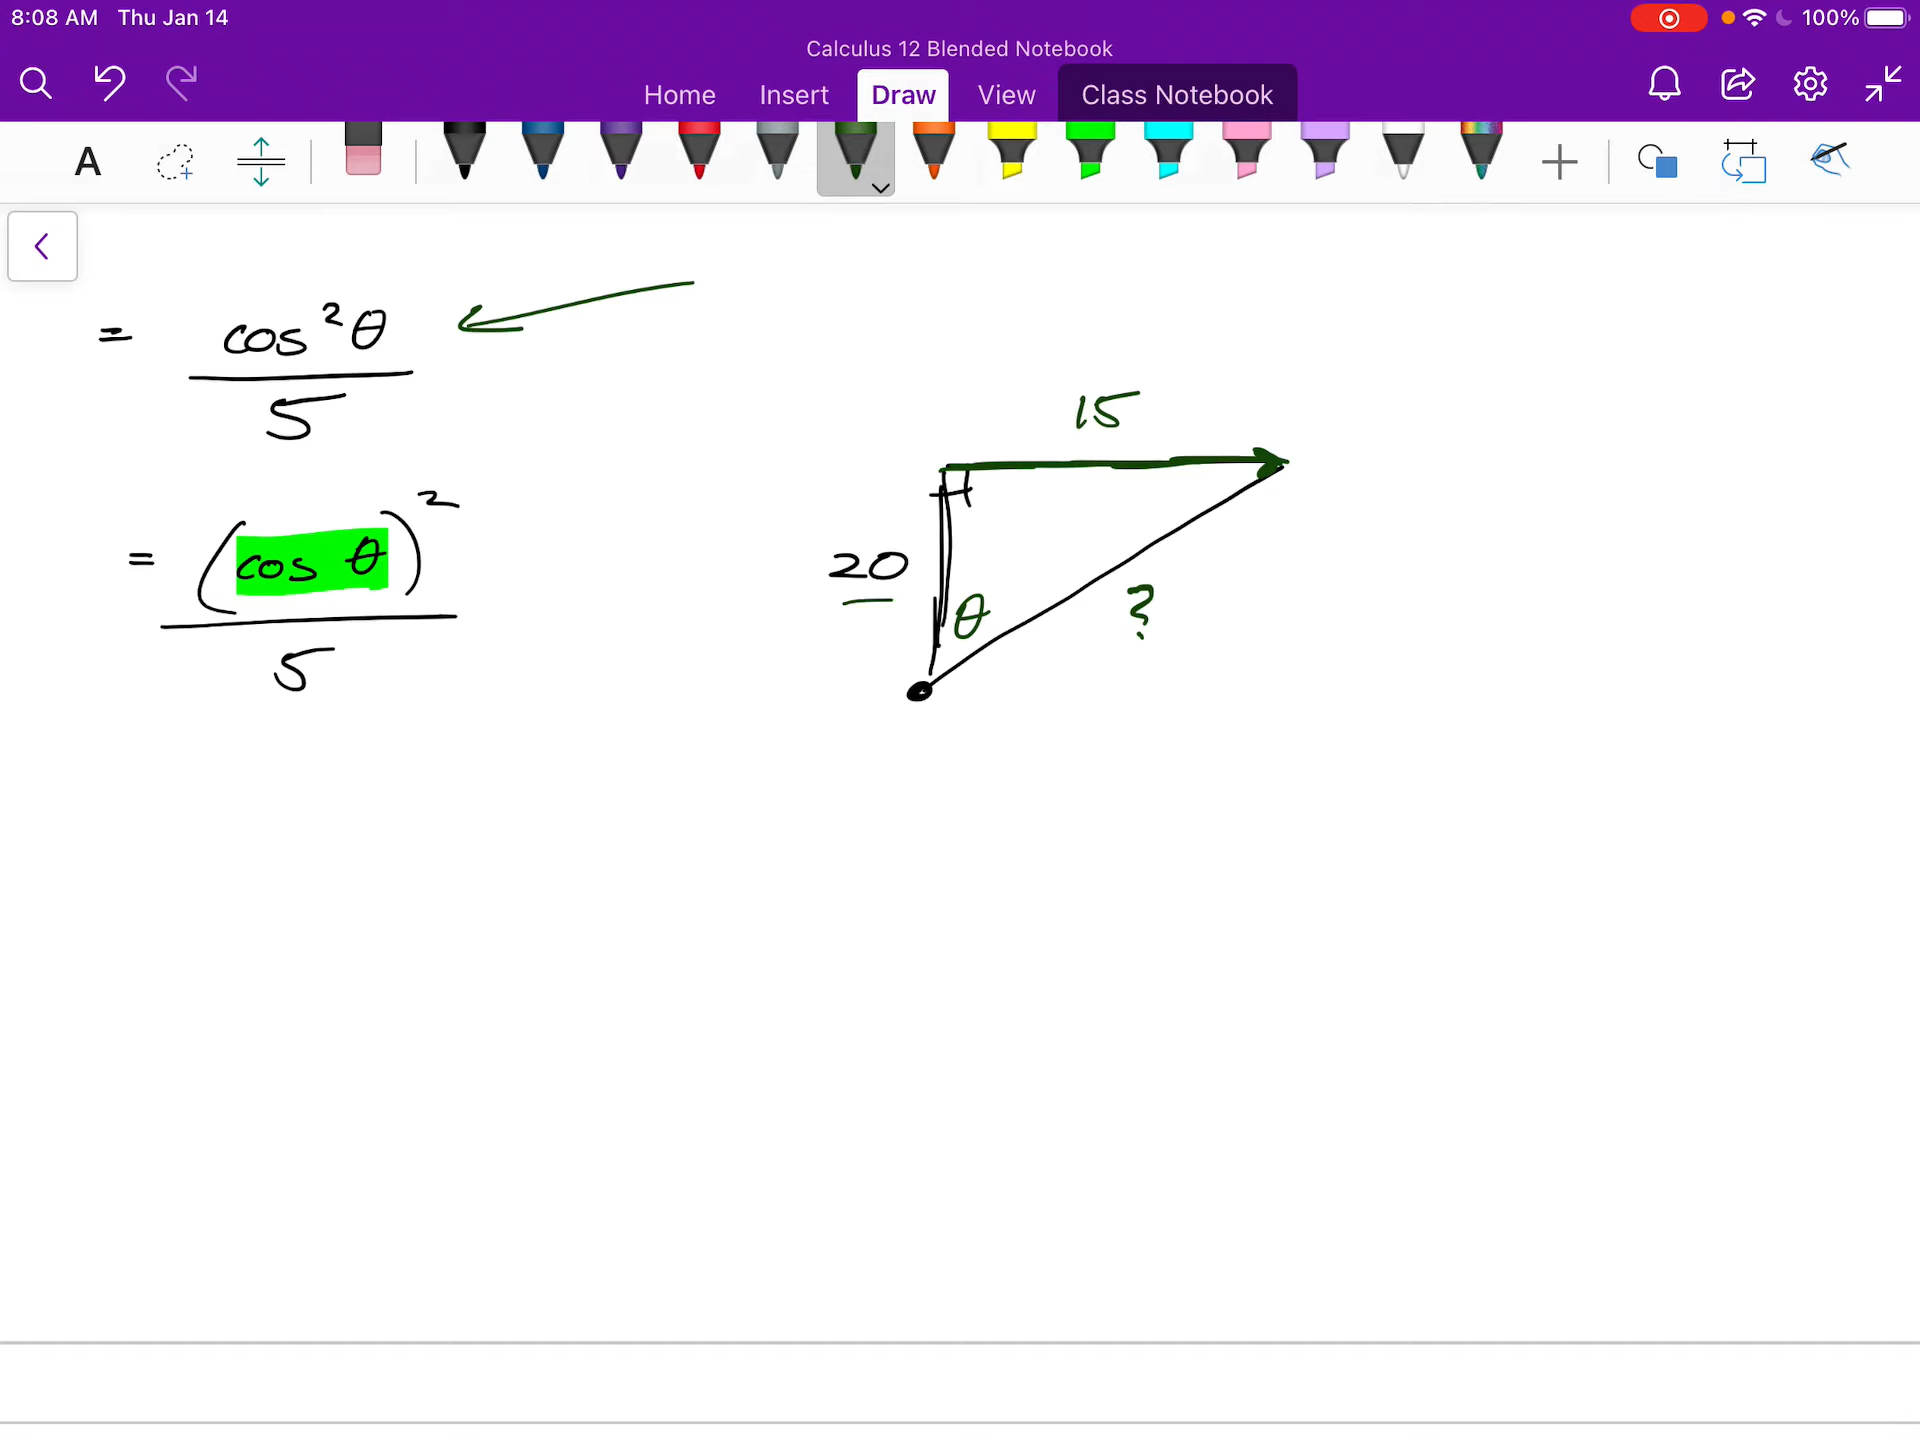 8:08 AM Thu Jan 14
100%
Calculus 12 Blended Notebook
Home Insert Draw View Class Notebook
A
= cos²θ
5
= (cos θ)²
5
15
20
θ
?